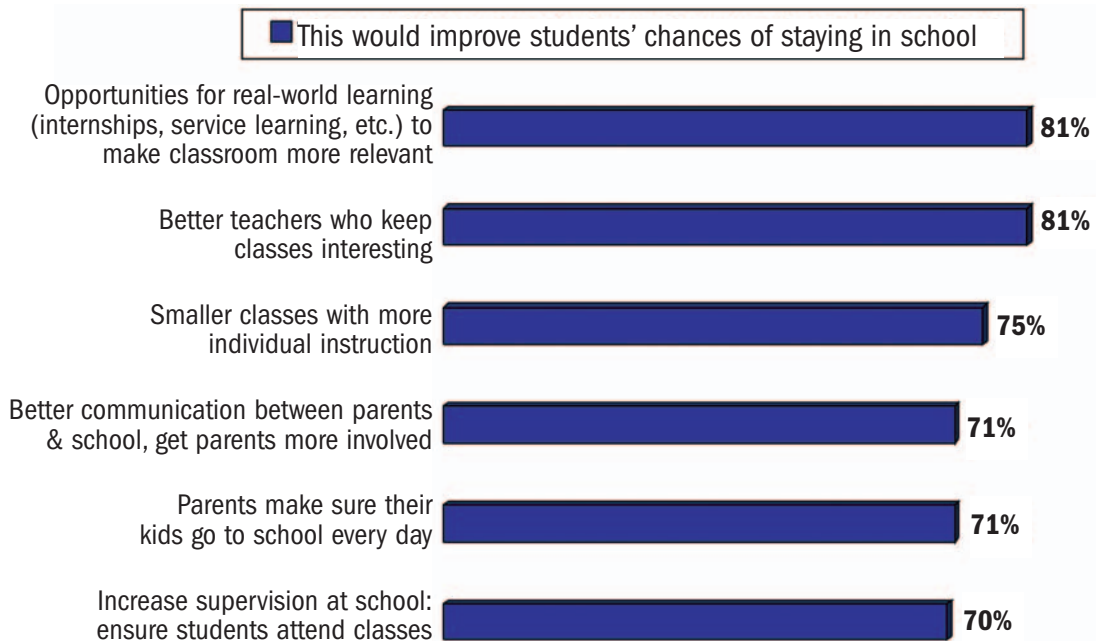 This would improve students’ chances of staying in school
Opportunities for real-world learning
(internships, service learning, etc.) to
make classroom more relevant
81%
Better teachers who keep
classes interesting
81%
Smaller classes with more
individual instruction
75%
Better communication between parents
& school, get parents more involved
71%
Parents make sure their
kids go to school every day
71%
Increase supervision at school:
ensure students attend classes
70%